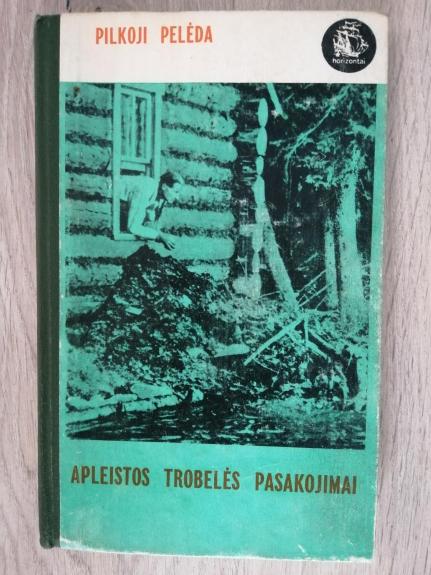 PILKOJI PELĖDA
horizontai
APLEISTOS TROBELĖS PASAKOJIMAI